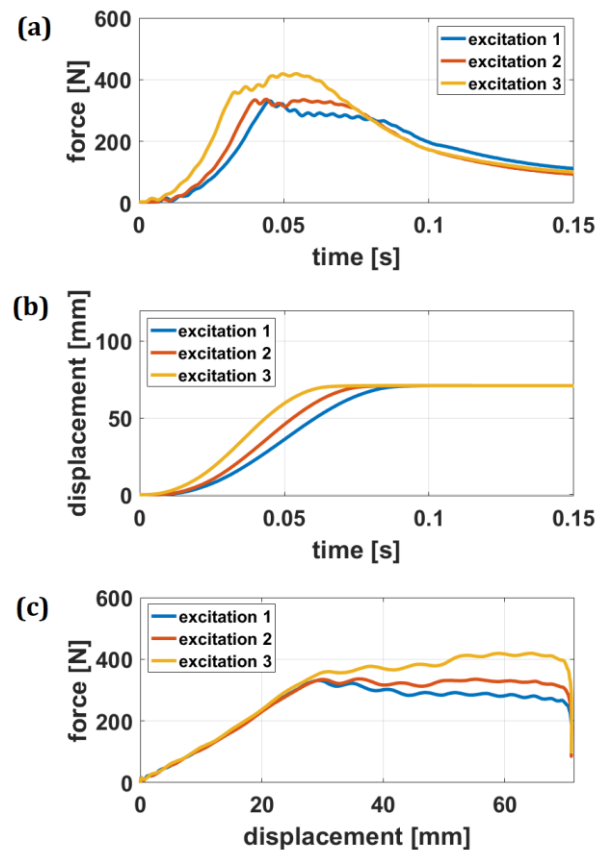 (a)
600
400
200
0
force [N]
excitation 1
excitation 2
excitation 3
0 0.05 0.1 0.15
time [s]
(b)
100
50
0
displacement [mm]
excitation 1
excitation 2
excitation 3
0 0.05 0.1 0.15
time [s]
(c)
600
400
200
0
force [N]
excitation 1
excitation 2
excitation 3
0 20 40 60
displacement [mm]